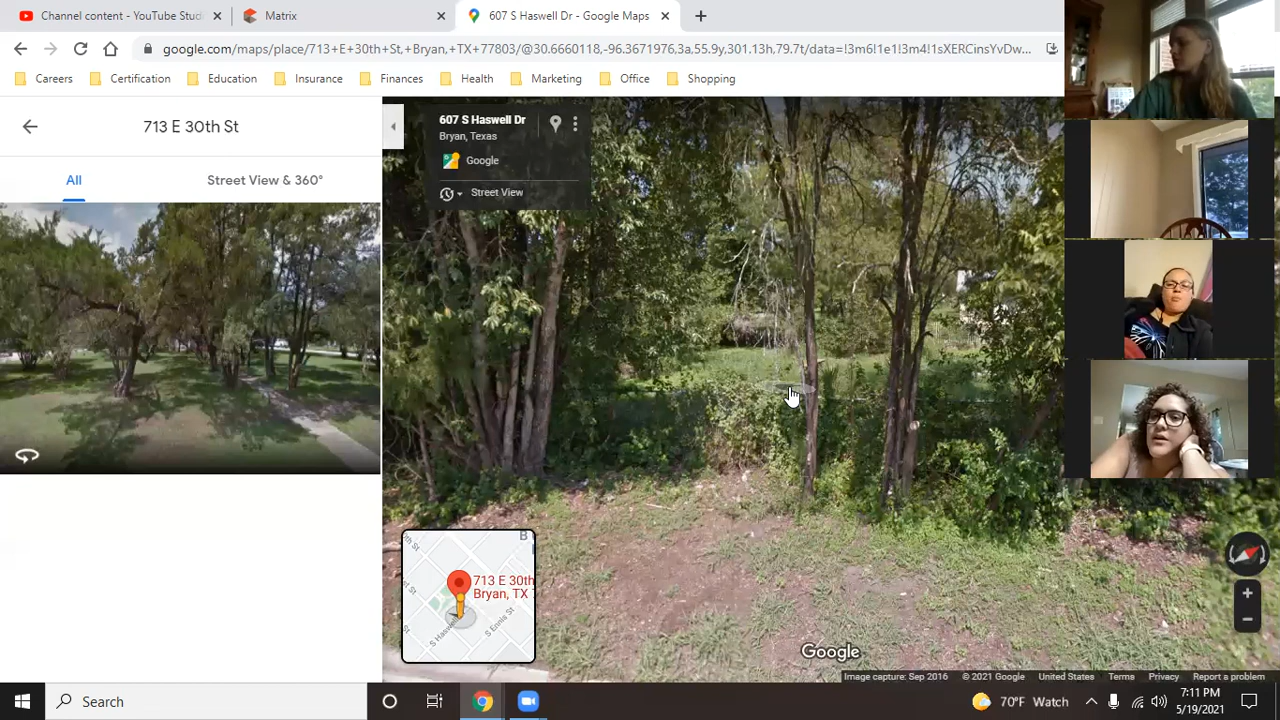 Channel content - YouTube Stud
Matrix
607 S Haswell Dr - Google Maps
google.com/maps/place/713+E+30th+St,+Bryan,+TX+77803/@30.6660118,-96.3671976,3a,55.9y,301.13h,79.7t/data=!3m6!1e1!3m4!1sXERCinsYvDw...
Careers
Certification
Education
Insurance
Finances
Health
Marketing
Office
Shopping
713 E 30th St
All
Street View & 360°
607 S Haswell Dr
Bryan, Texas
Google
Street View
B
713 E 30th
Bryan, TX
S Haswell
S Ennis St
Google
Image capture: Sep 2016
© 2021 Google
United States
Terms
Privacy
Report a problem
Search
70°F Watch
7:11 PM
5/19/2021